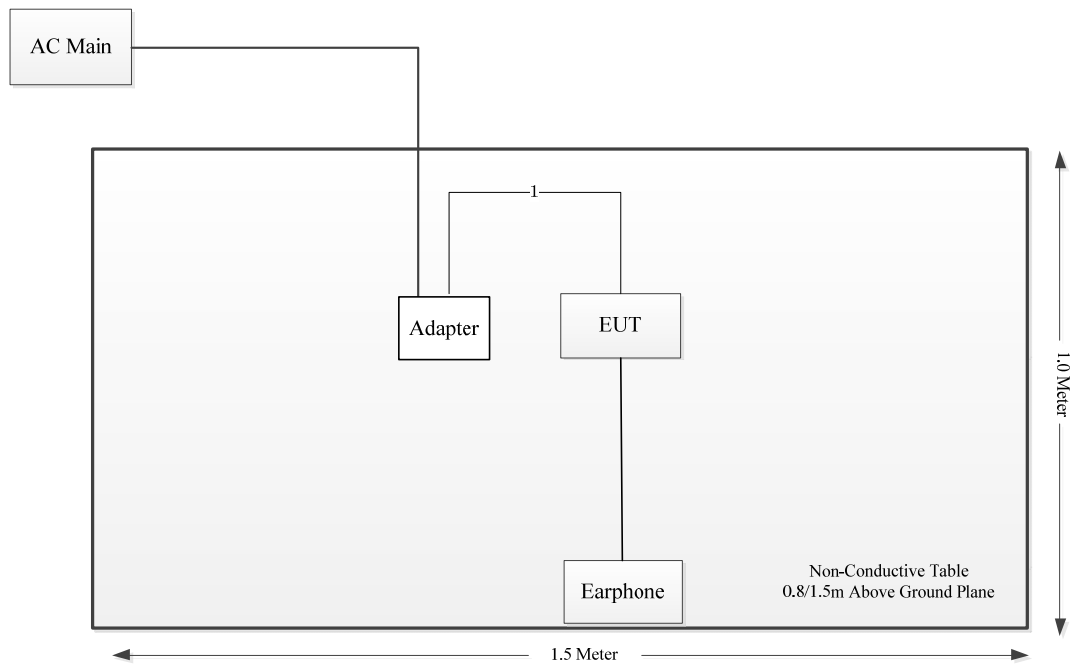 AC Main
1
Adapter
EUT
1.0 Meter
Non-Conductive Table
0.8/1.5m Above Ground Plane
Earphone
1.5 Meter